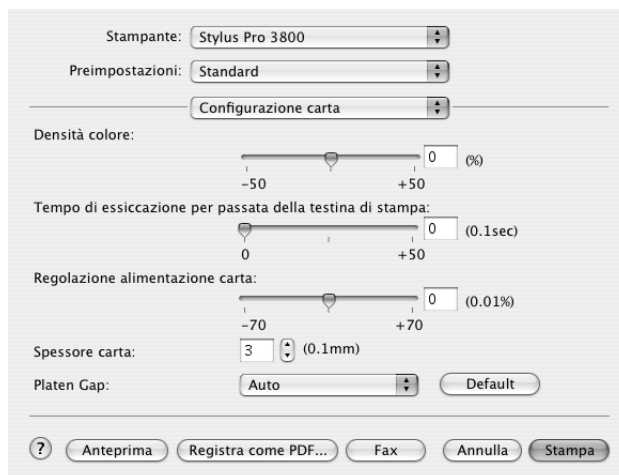 Stampante: Stylus Pro 3800
Preimpostazioni: Standard
Configurazione carta
Densità colore:
0 (%)
-50 +50
Tempo di essiccazione per passata della testina di stampa:
0 (0.1sec)
0 +50
Regolazione alimentazione carta:
0 (0.01%)
-70 +70
Spessore carta: 3 (0.1mm)
Platen Gap: Auto Default
? Anteprima Registra come PDF... Fax Annulla Stampa